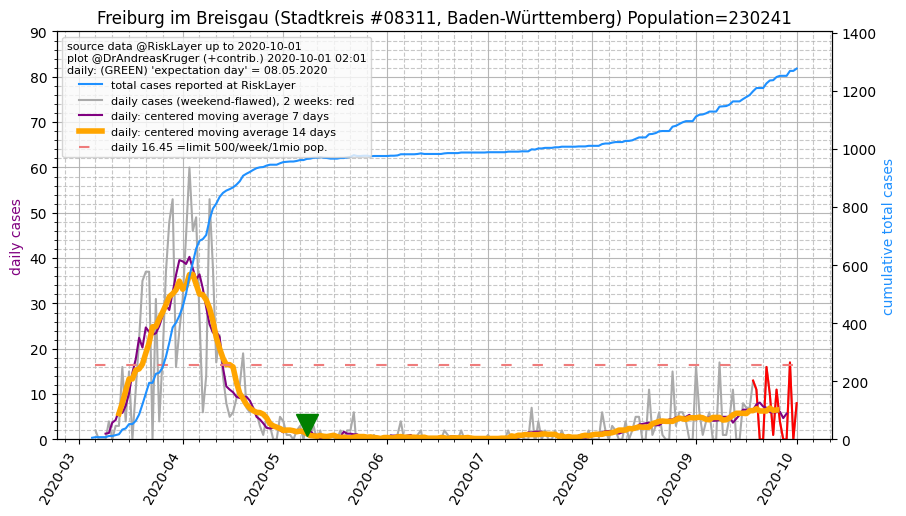 Freiburg im Breisgau (Stadtkreis #08311, Baden-Württemberg) Population=230241
source data @RiskLayer up to 2020-10-01
plot @DrAndreasKruger (+contrib.) 2020-10-01 02:01
daily: (GREEN) 'expectation day' = 08.05.2020
total cases reported at RiskLayer
daily cases (weekend-flawed), 2 weeks: red
daily: centered moving average 7 days
daily: centered moving average 14 days
daily 16.45 =limit 500/week/1mio pop.
daily cases
90
80
70
60
50
40
30
20
10
0
cumulative total cases
1400
1200
1000
800
600
400
200
0
2020-03
2020-04
2020-05
2020-06
2020-07
2020-08
2020-09
2020-10